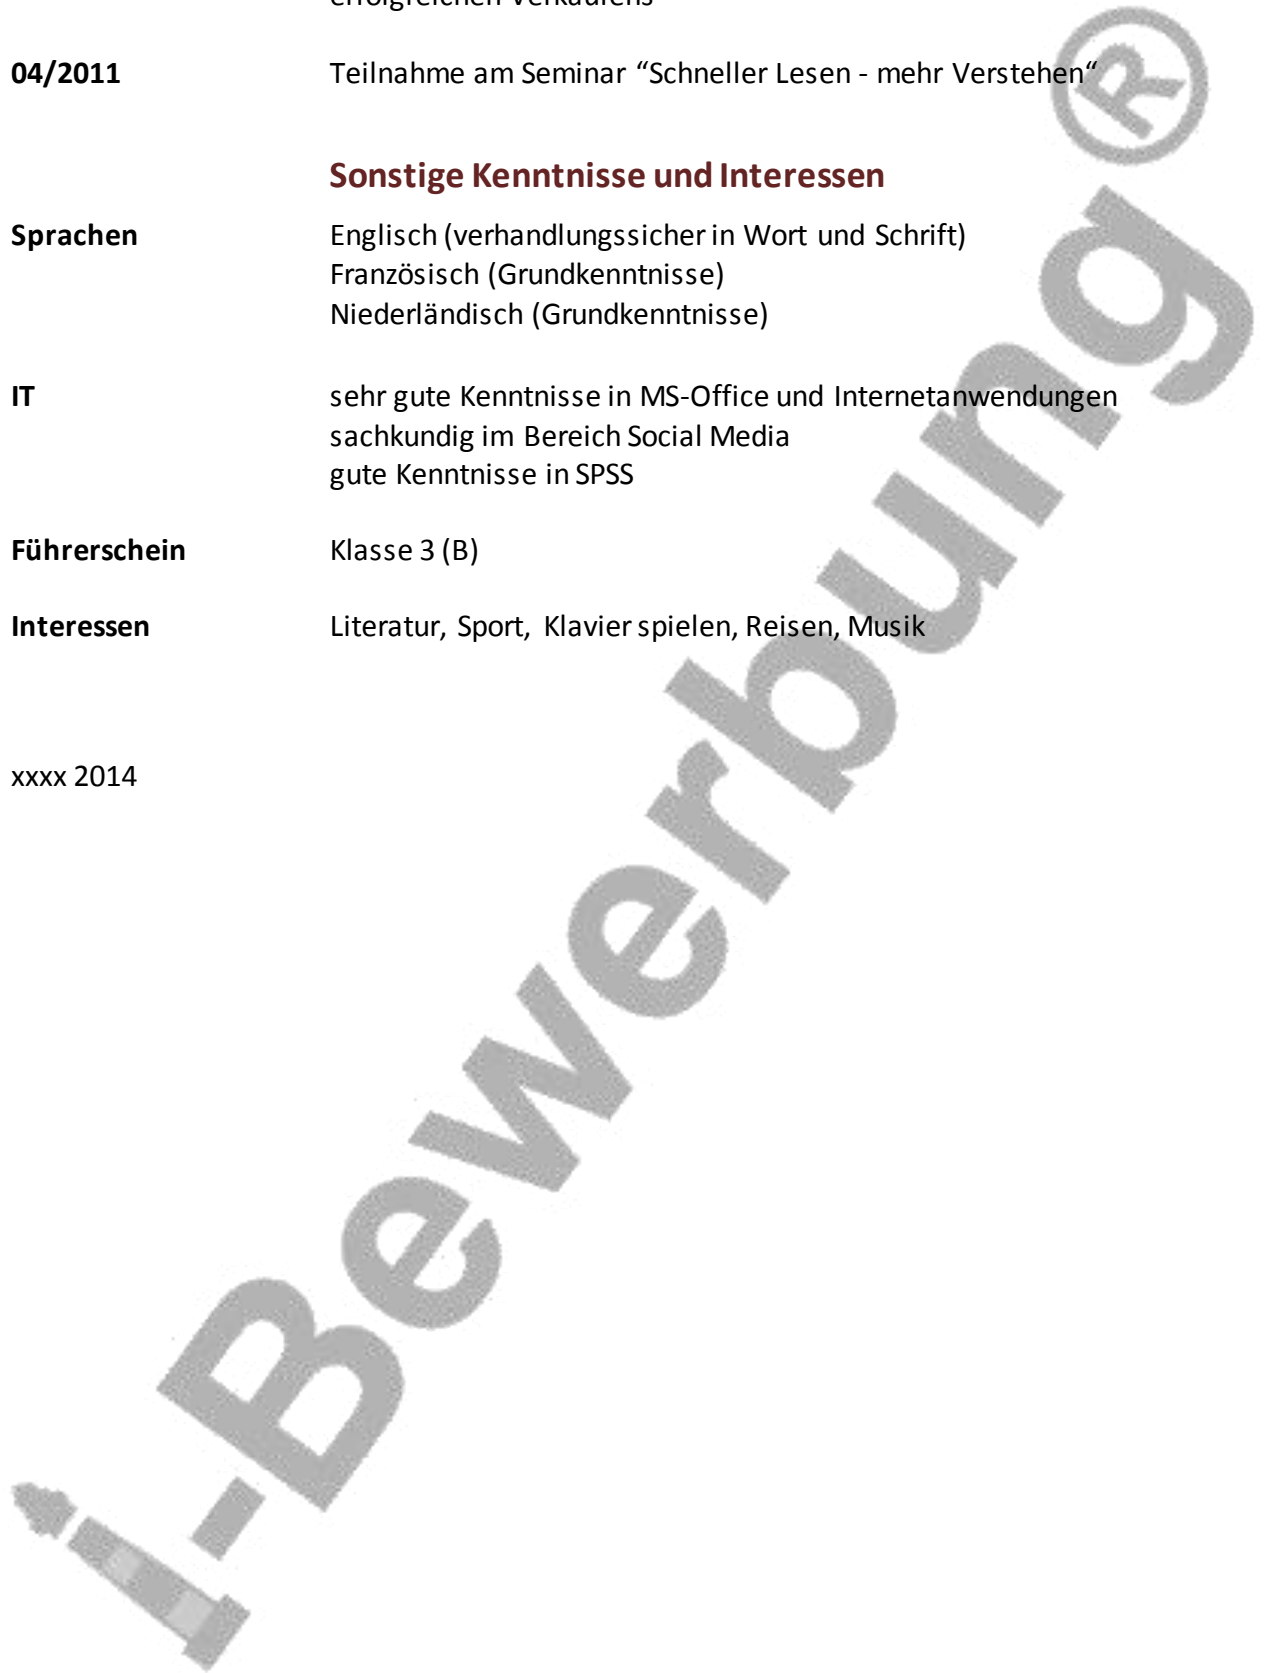 erfolgreichen Verkaufens
04/2011 Teilnahme am Seminar “Schneller Lesen - mehr Verstehen“
Sonstige Kenntnisse und Interessen
Sprachen Englisch (verhandlungssicher in Wort und Schrift)
Französisch (Grundkenntnisse)
Niederländisch (Grundkenntnisse)
IT sehr gute Kenntnisse in MS-Office und Internetanwendungen
sachkundig im Bereich Social Media
gute Kenntnisse in SPSS
Führerschein Klasse 3 (B)
Interessen Literatur, Sport, Klavier spielen, Reisen, Musik
xxxx 2014
i-Bewerbung®